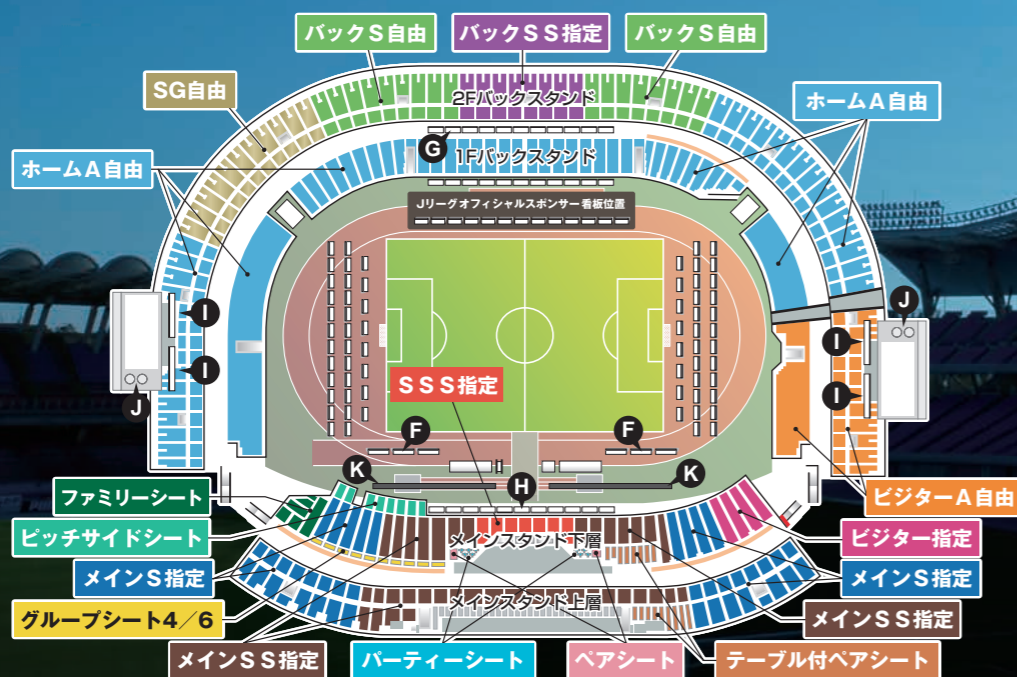 バックS自由
バックSS指定
バックS自由
SG自由
2Fバックスタンド
ホームA自由
G
1Fバックスタンド
ホームA自由
Jリーグオフィシャルスポンサー看板位置
I
J
I
I
J
SSS指定
I
F
F
K
H
K
ファミリーシート
ビジターA自由
ピッチサイドシート
メインスタンド下層
ビジター指定
メインS指定
メインS指定
メインスタンド上層
グループシート4/6
メインSS指定
メインSS指定
パーティーシート
ペアシート
テーブル付ペアシート